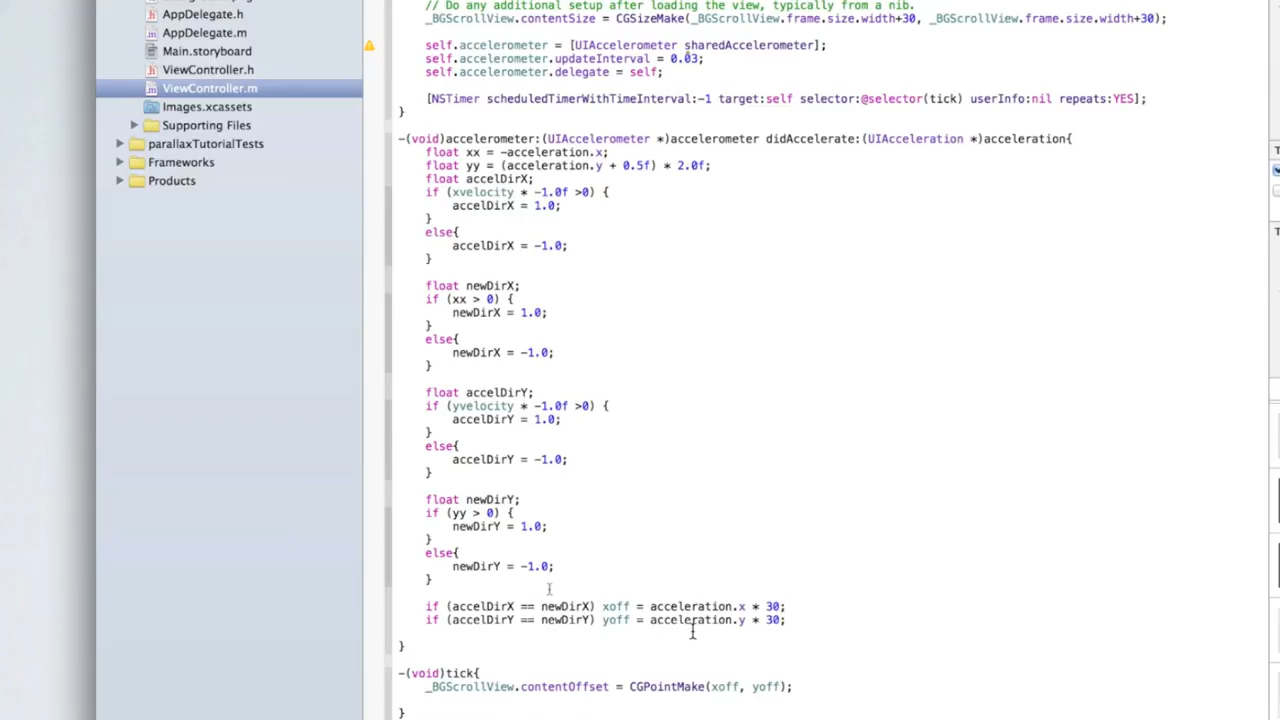 AppDelegate.h
AppDelegate.m
Main.storyboard
ViewController.h
ViewController.m
Images.xcassets
Supporting Files
parallaxTutorialTests
Frameworks
Products
// Do any additional setup after loading the view, typically from a nib.
_BGScrollView.contentSize = CGSizeMake(_BGScrollView.frame.size.width+30, _BGScrollView.frame.size.width+30);
self.accelerometer = [UIAccelerometer sharedAccelerometer];
self.accelerometer.updateInterval = 0.03;
self.accelerometer.delegate = self;
[NSTimer scheduledTimerWithTimeInterval:-1 target:self selector:@selector(tick) userInfo:nil repeats:YES];
}
-(void)accelerometer:(UIAccelerometer *)accelerometer didAccelerate:(UIAcceleration *)acceleration{
float xx = -acceleration.x;
float yy = (acceleration.y + 0.5f) * 2.0f;
float accelDirX;
if (xvelocity * -1.0f >0) {
accelDirX = 1.0;
}
else{
accelDirX = -1.0;
}
float newDirX;
if (xx > 0) {
newDirX = 1.0;
}
else{
newDirX = -1.0;
}
float accelDirY;
if (yvelocity * -1.0f >0) {
accelDirY = 1.0;
}
else{
accelDirY = -1.0;
}
float newDirY;
if (yy > 0) {
newDirY = 1.0;
}
else{
newDirY = -1.0;
}
if (accelDirX == newDirX) xoff = acceleration.x * 30;
if (accelDirY == newDirY) yoff = acceleration.y * 30;
}
-(void)tick{
_BGScrollView.contentOffset = CGPointMake(xoff, yoff);
}